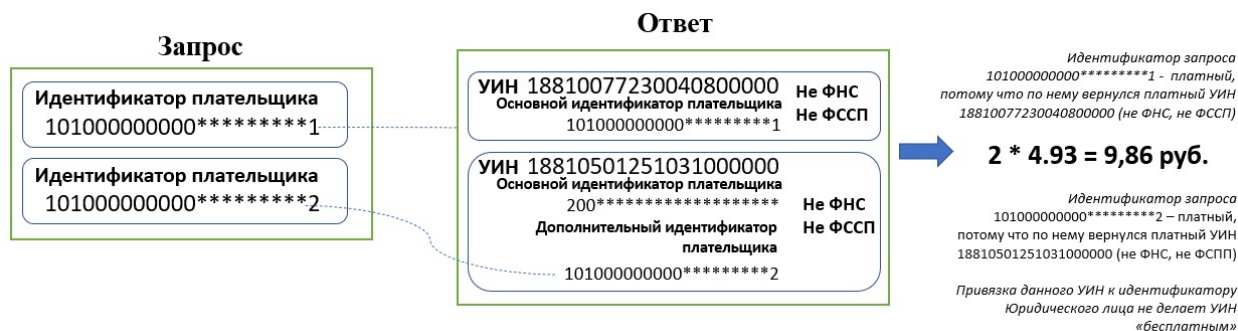 Запрос
Идентификатор плательщика
101000000000*********1
Идентификатор плательщика
101000000000*********2
Ответ
УИН 18810077230040800000
Основной идентификатор плательщика
101000000000*********1
Не ФНС
Не ФССП
УИН 18810501251031000000
Основной идентификатор плательщика
200*******************
Дополнительный идентификатор
плательщика
101000000000*********2
Не ФНС
Не ФССП
Идентификатор запроса
101000000000*********1 - платный,
потому что по нему вернулся платный УИН
18810077230040800000 (не ФНС, не ФССП)
2 * 4.93 = 9,86 руб.
Идентификатор запроса
101000000000*********2 – платный,
потому что по нему вернулся платный УИН
18810501251031000000 (не ФНС, не ФСПП)
Привязка данного УИН к идентификатору
Юридического лица не делает УИН
«бесплатным»